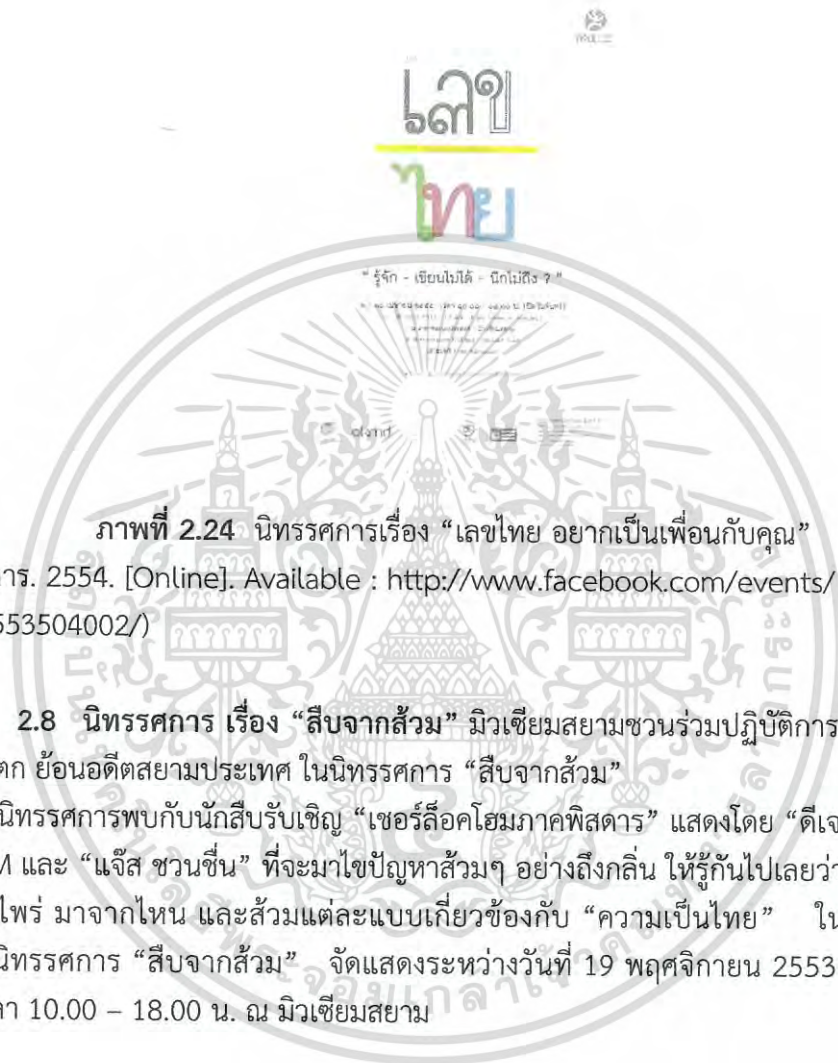 เลข
ไทย
" รู้จัก - เขียนไม่ได้ - นึกไม่ถึง ? "
ภาพที่ 2.24 นิทรรศการเรื่อง “เลขไทย อยากเป็นเพื่อนกับคุณ”
าร. 2554. [Online]. Available : http://www.facebook.com/events/
553504002/)
2.8 นิทรรศการ เรื่อง “สืบจากส้วม” มิวเซียมสยามชวนร่วมปฏิบัติการ
ตก ย้อนอดีตสยามประเทศ ในนิทรรศการ “สืบจากส้วม”
นิทรรศการพบกับนักสืบรับเชิญ “เชอร์ล็อคโฮมภาคพิสดาร” แสดงโดย “ดีเจ
M และ “แจ๊ส ชวนชื่น” ที่จะมาไขปัญหาส้วมๆ อย่างถึงกลิ่น ให้รู้กันไปเลยว่า
ไพร่ มาจากไหน และส้วมแต่ละแบบเกี่ยวข้องกับ “ความเป็นไทย” ใน
นิทรรศการ “สืบจากส้วม” จัดแสดงระหว่างวันที่ 19 พฤศจิกายน 2553
า 10.00 – 18.00 น. ณ มิวเซียมสยาม